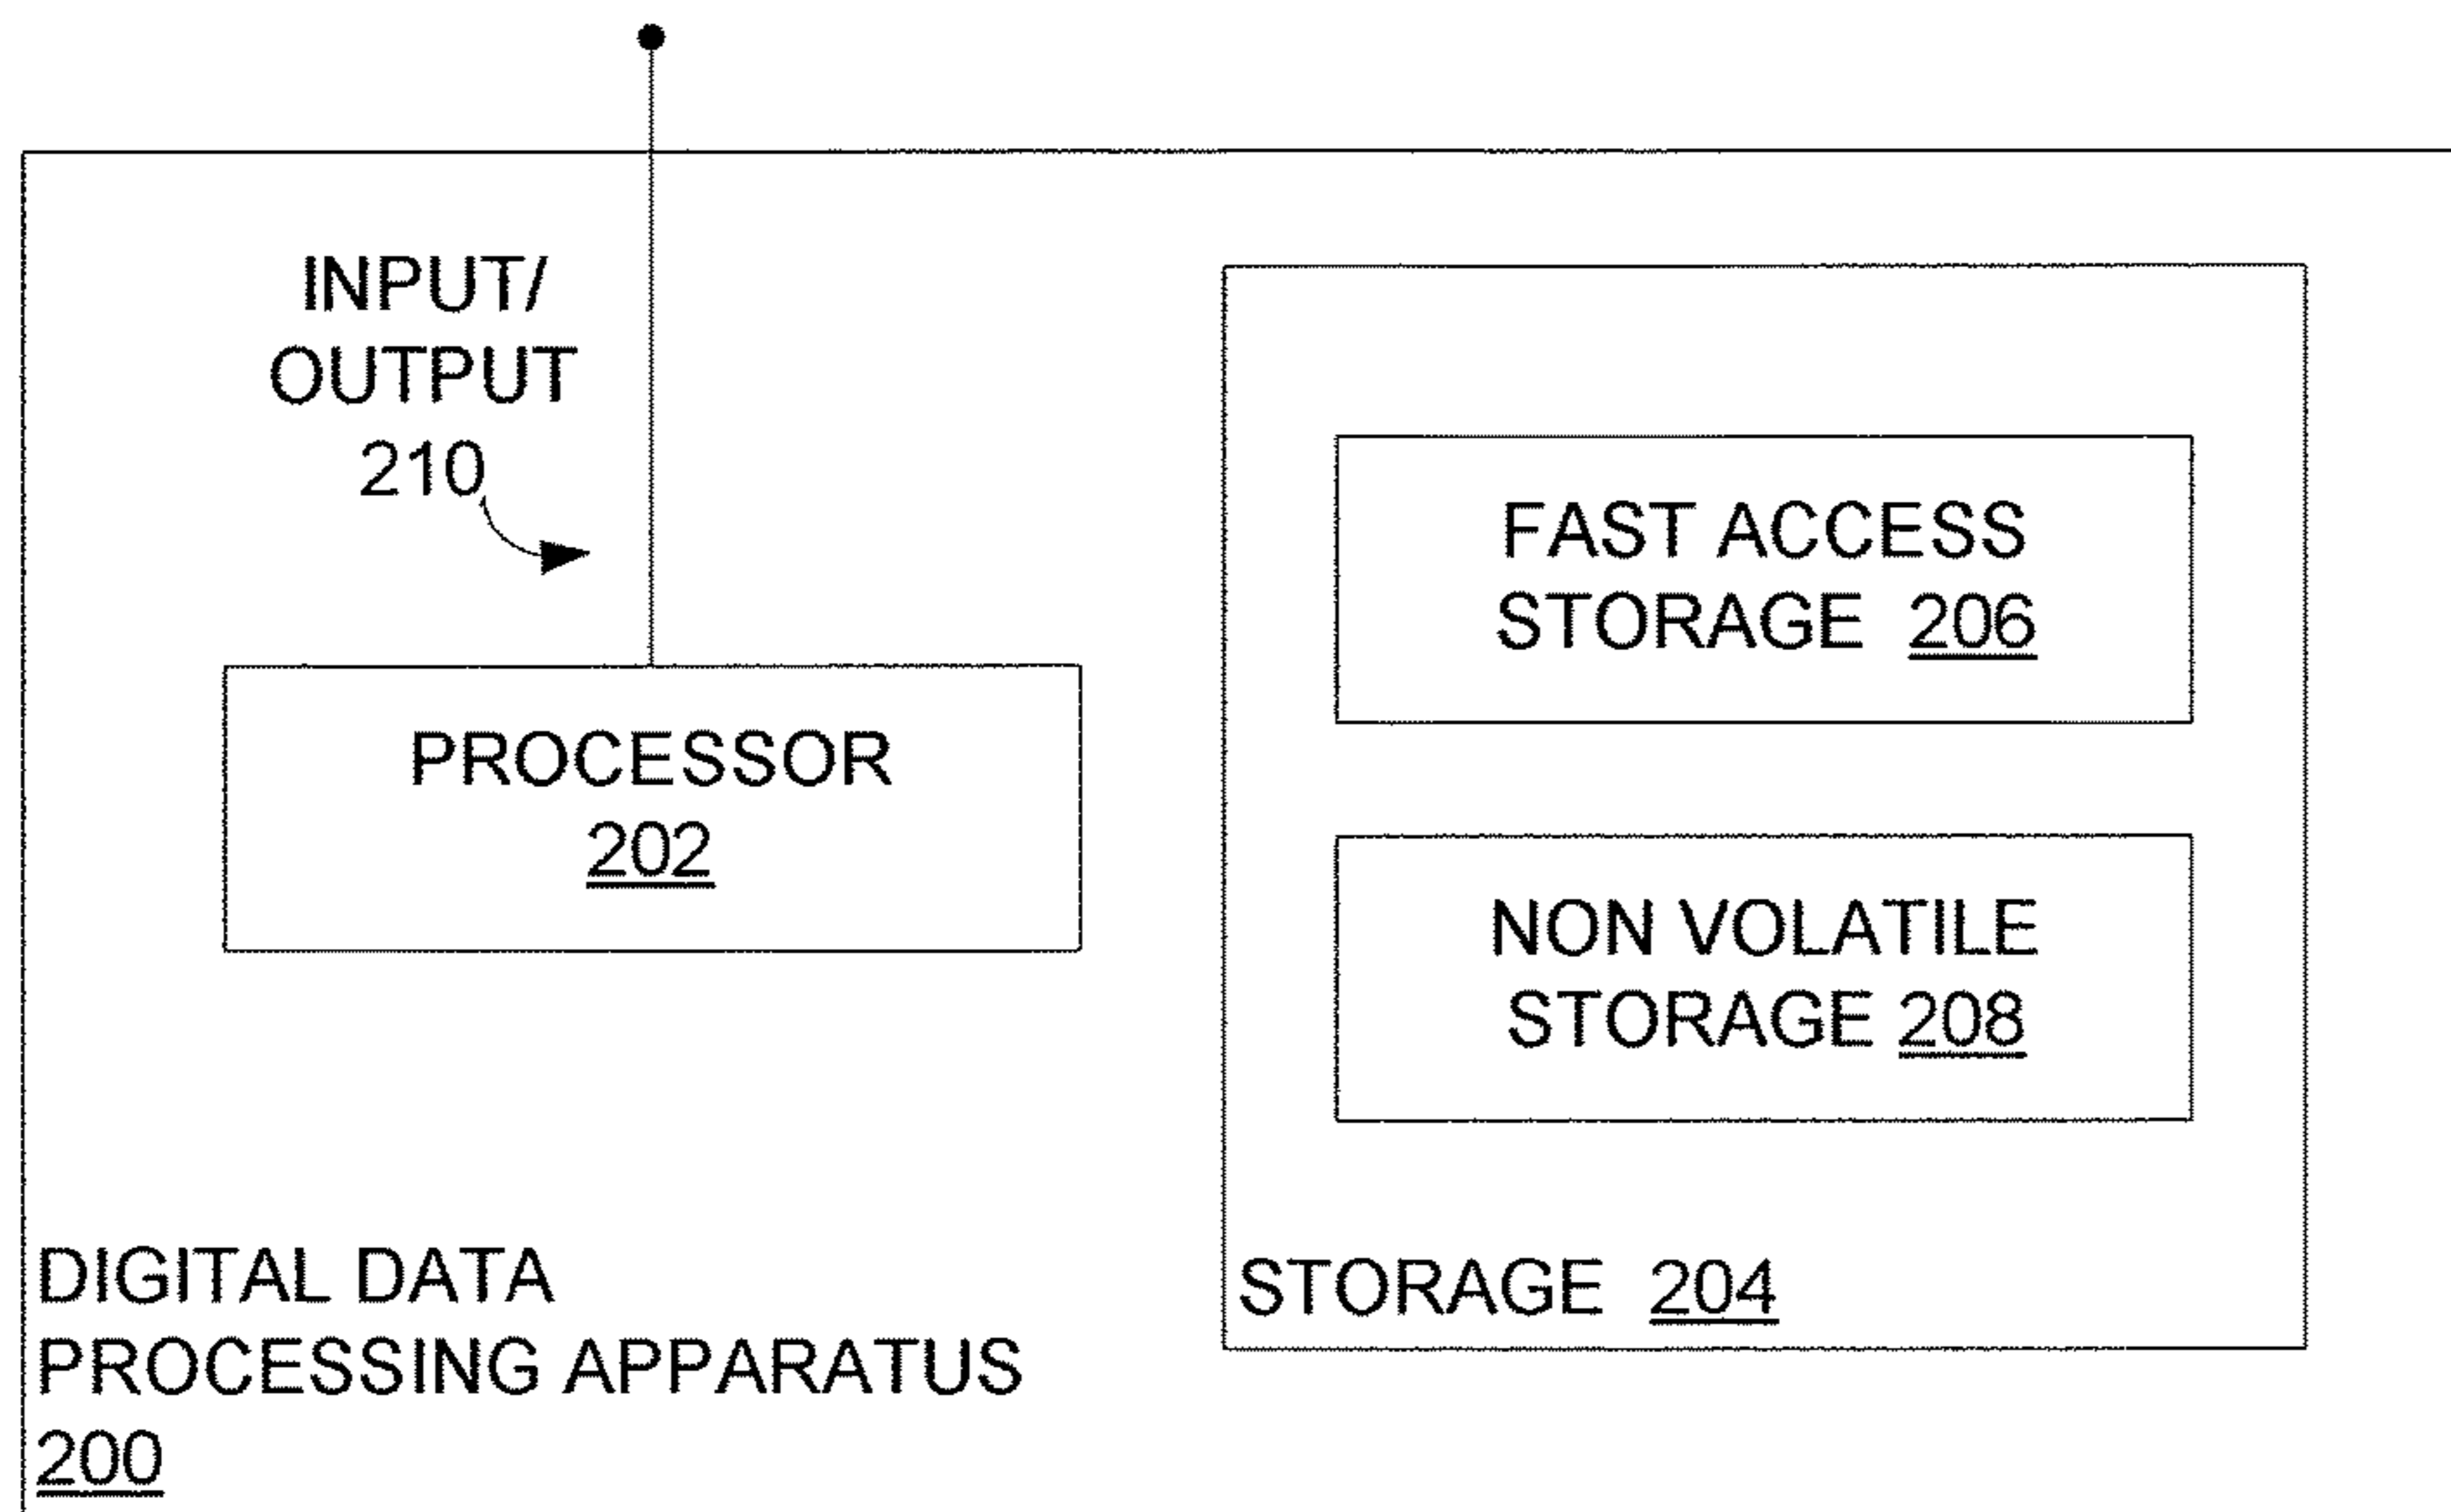 INPUT/
OUTPUT
210
PROCESSOR
202
FAST ACCESS
STORAGE 206
NON VOLATILE
STORAGE 208
STORAGE 204
DIGITAL DATA
PROCESSING APPARATUS
200